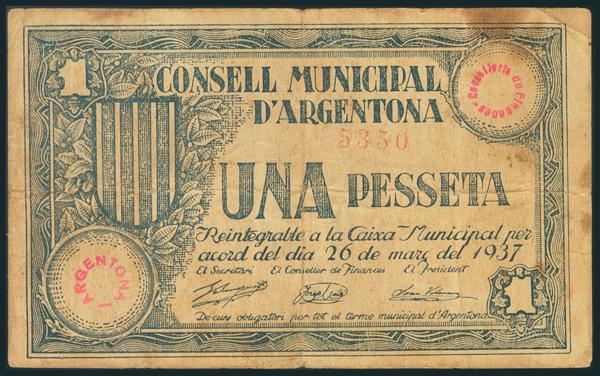 1
CONSELL MUNICIPAL
D'ARGENTONA
Conselleria de Finances
5350
UNA PESSETA
Reintegrable a la Caixa Municipal per
acord del dia 26 de març del 1937
El Secretari El Conseller de Finances El President
ARGENTONA
1
De curs obligatori per tot el terme municipal d'Argentona